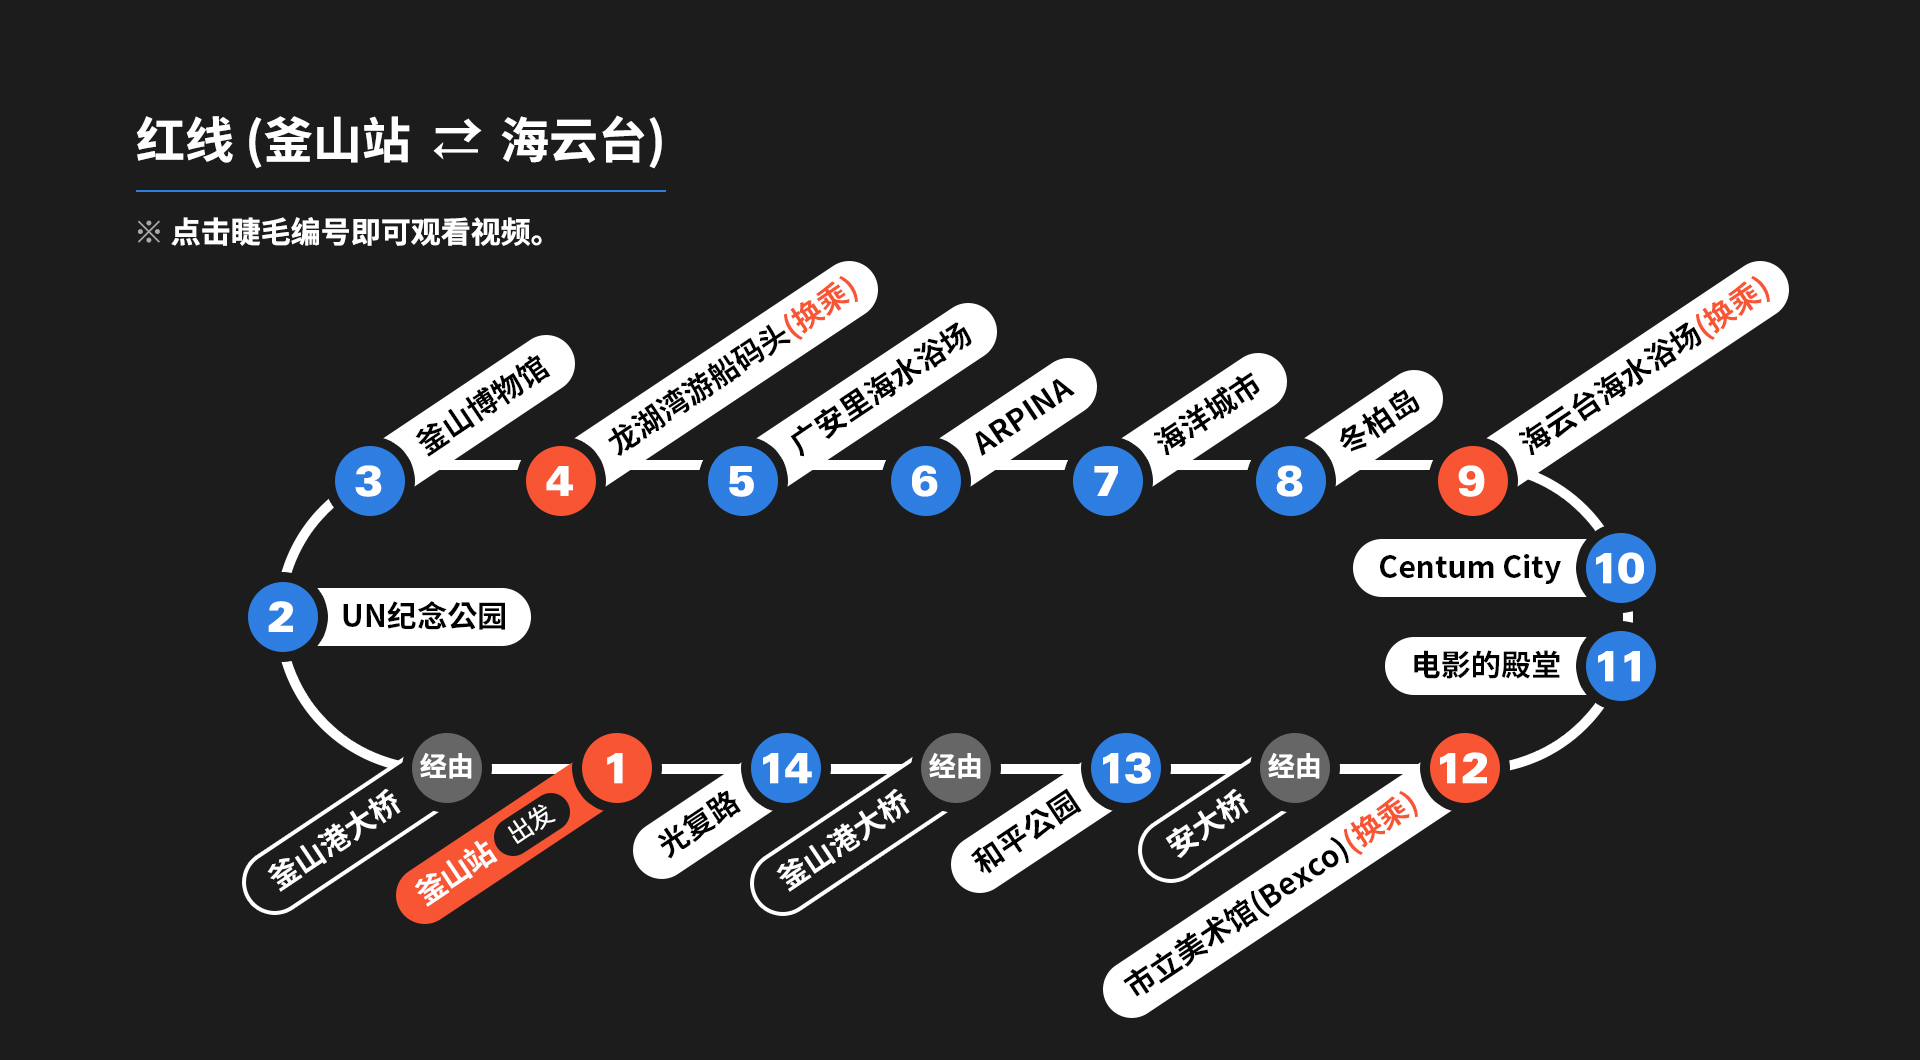 红线 (釜山站 ⇄ 海云台)
※ 点击睫毛编号即可观看视频。
3 釜山博物馆
4 龙湖湾游船码头(换乘)
5 广安里海水浴场
6 ARPINA
7 海洋城市
8 冬柏岛
9 海云台海水浴场(换乘)
Centum City 10
2 UN纪念公园
电影的殿堂 11
经由 釜山港大桥
1 釜山站 出发
14 光复路
经由 釜山港大桥
13 和平公园
经由 安大桥
12 市立美术馆(Bexco)(换乘)